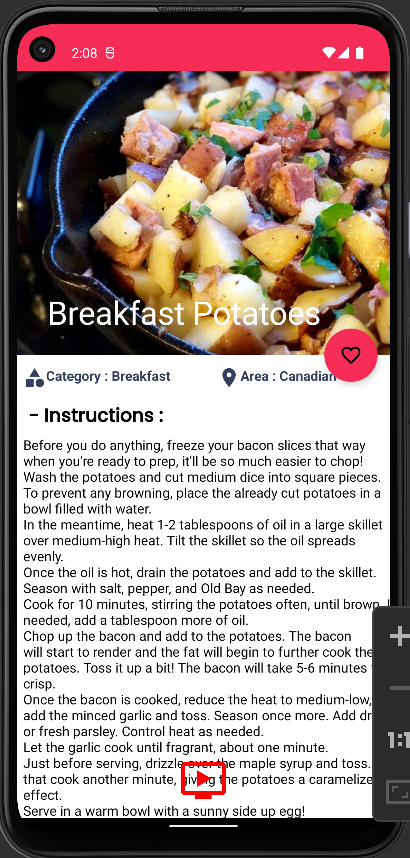 2:08
Breakfast Potatoes
Category : Breakfast
Area : Canadian
- Instructions :
Before you do anything, freeze your bacon slices that way
when you're ready to prep, it'll be so much easier to chop!
Wash the potatoes and cut medium dice into square pieces.
To prevent any browning, place the already cut potatoes in a
bowl filled with water.
In the meantime, heat 1-2 tablespoons of oil in a large skillet
over medium-high heat. Tilt the skillet so the oil spreads
evenly.
Once the oil is hot, drain the potatoes and add to the skillet.
Season with salt, pepper, and Old Bay as needed.
Cook for 10 minutes, stirring the potatoes often, until brown.
needed, add a tablespoon more of oil.
Chop up the bacon and add to the potatoes. The bacon
will start to render and the fat will begin to further cook the
potatoes. Toss it up a bit! The bacon will take 5-6 minutes
crisp.
Once the bacon is cooked, reduce the heat to medium-low,
add the minced garlic and toss. Season once more. Add
or fresh parsley. Control heat as needed.
Let the garlic cook until fragrant, about one minute.
Just before serving, drizzle over the maple syrup and toss.
that cook another minute, giving the potatoes a caramelize
effect.
Serve in a warm bowl with a sunny side up egg!
1:1